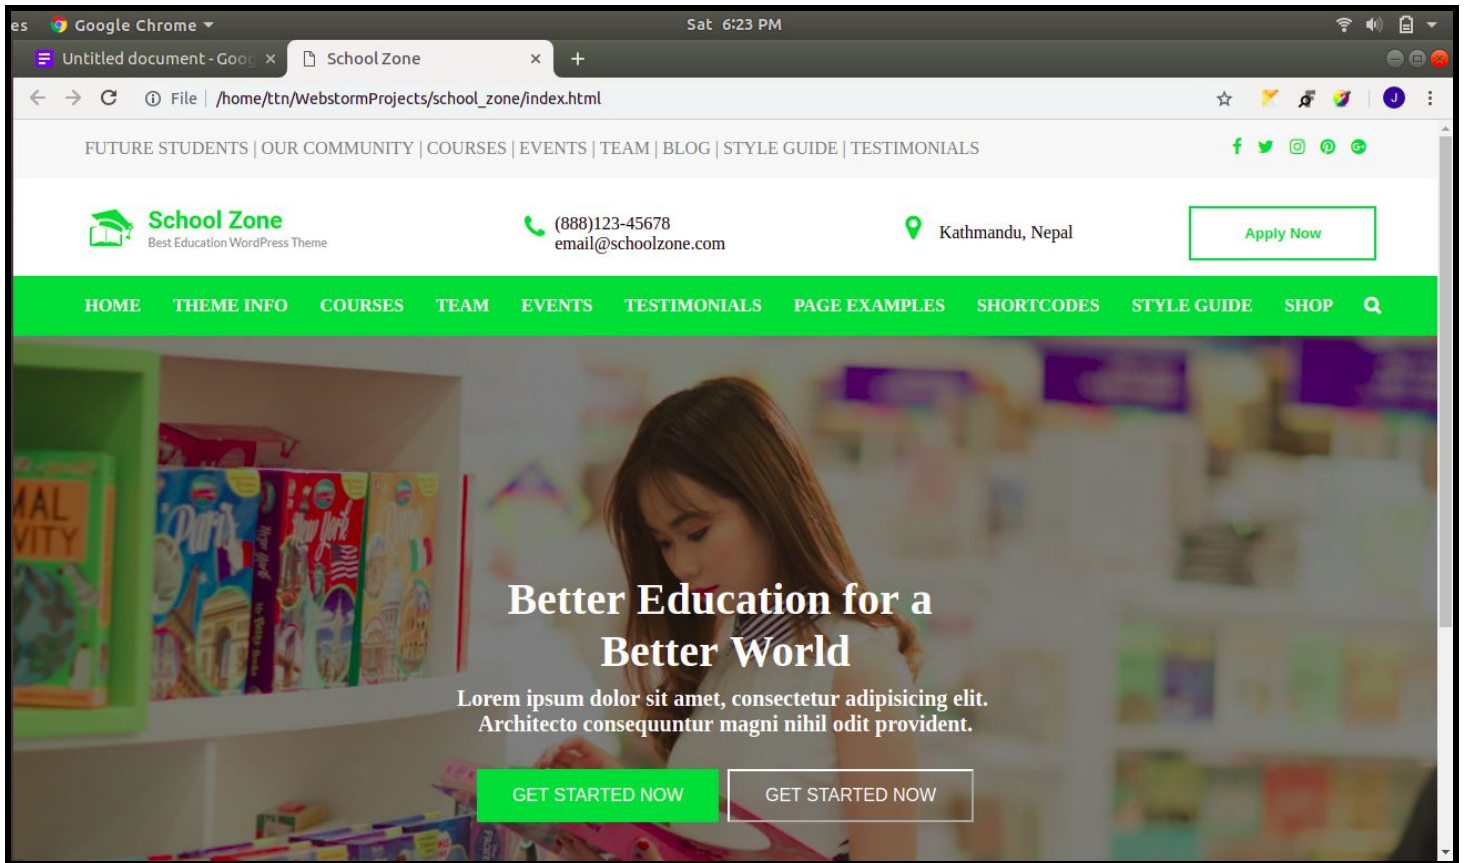 es Google Chrome Sat 6:23 PM
Untitled document - Goog School Zone
File /home/ttn/WebstormProjects/school_zone/index.html J
FUTURE STUDENTS | OUR COMMUNITY | COURSES | EVENTS | TEAM | BLOG | STYLE GUIDE | TESTIMONIALS
School Zone
Best Education WordPress Theme
(888)123-45678
email@schoolzone.com
Kathmandu, Nepal
Apply Now
HOME THEME INFO COURSES TEAM EVENTS TESTIMONIALS PAGE EXAMPLES SHORTCODES STYLE GUIDE SHOP
Paris
New York
Better Education for a
Better World
Lorem ipsum dolor sit amet, consectetur adipisicing elit.
Architecto consequuntur magni nihil odit provident.
GET STARTED NOW GET STARTED NOW